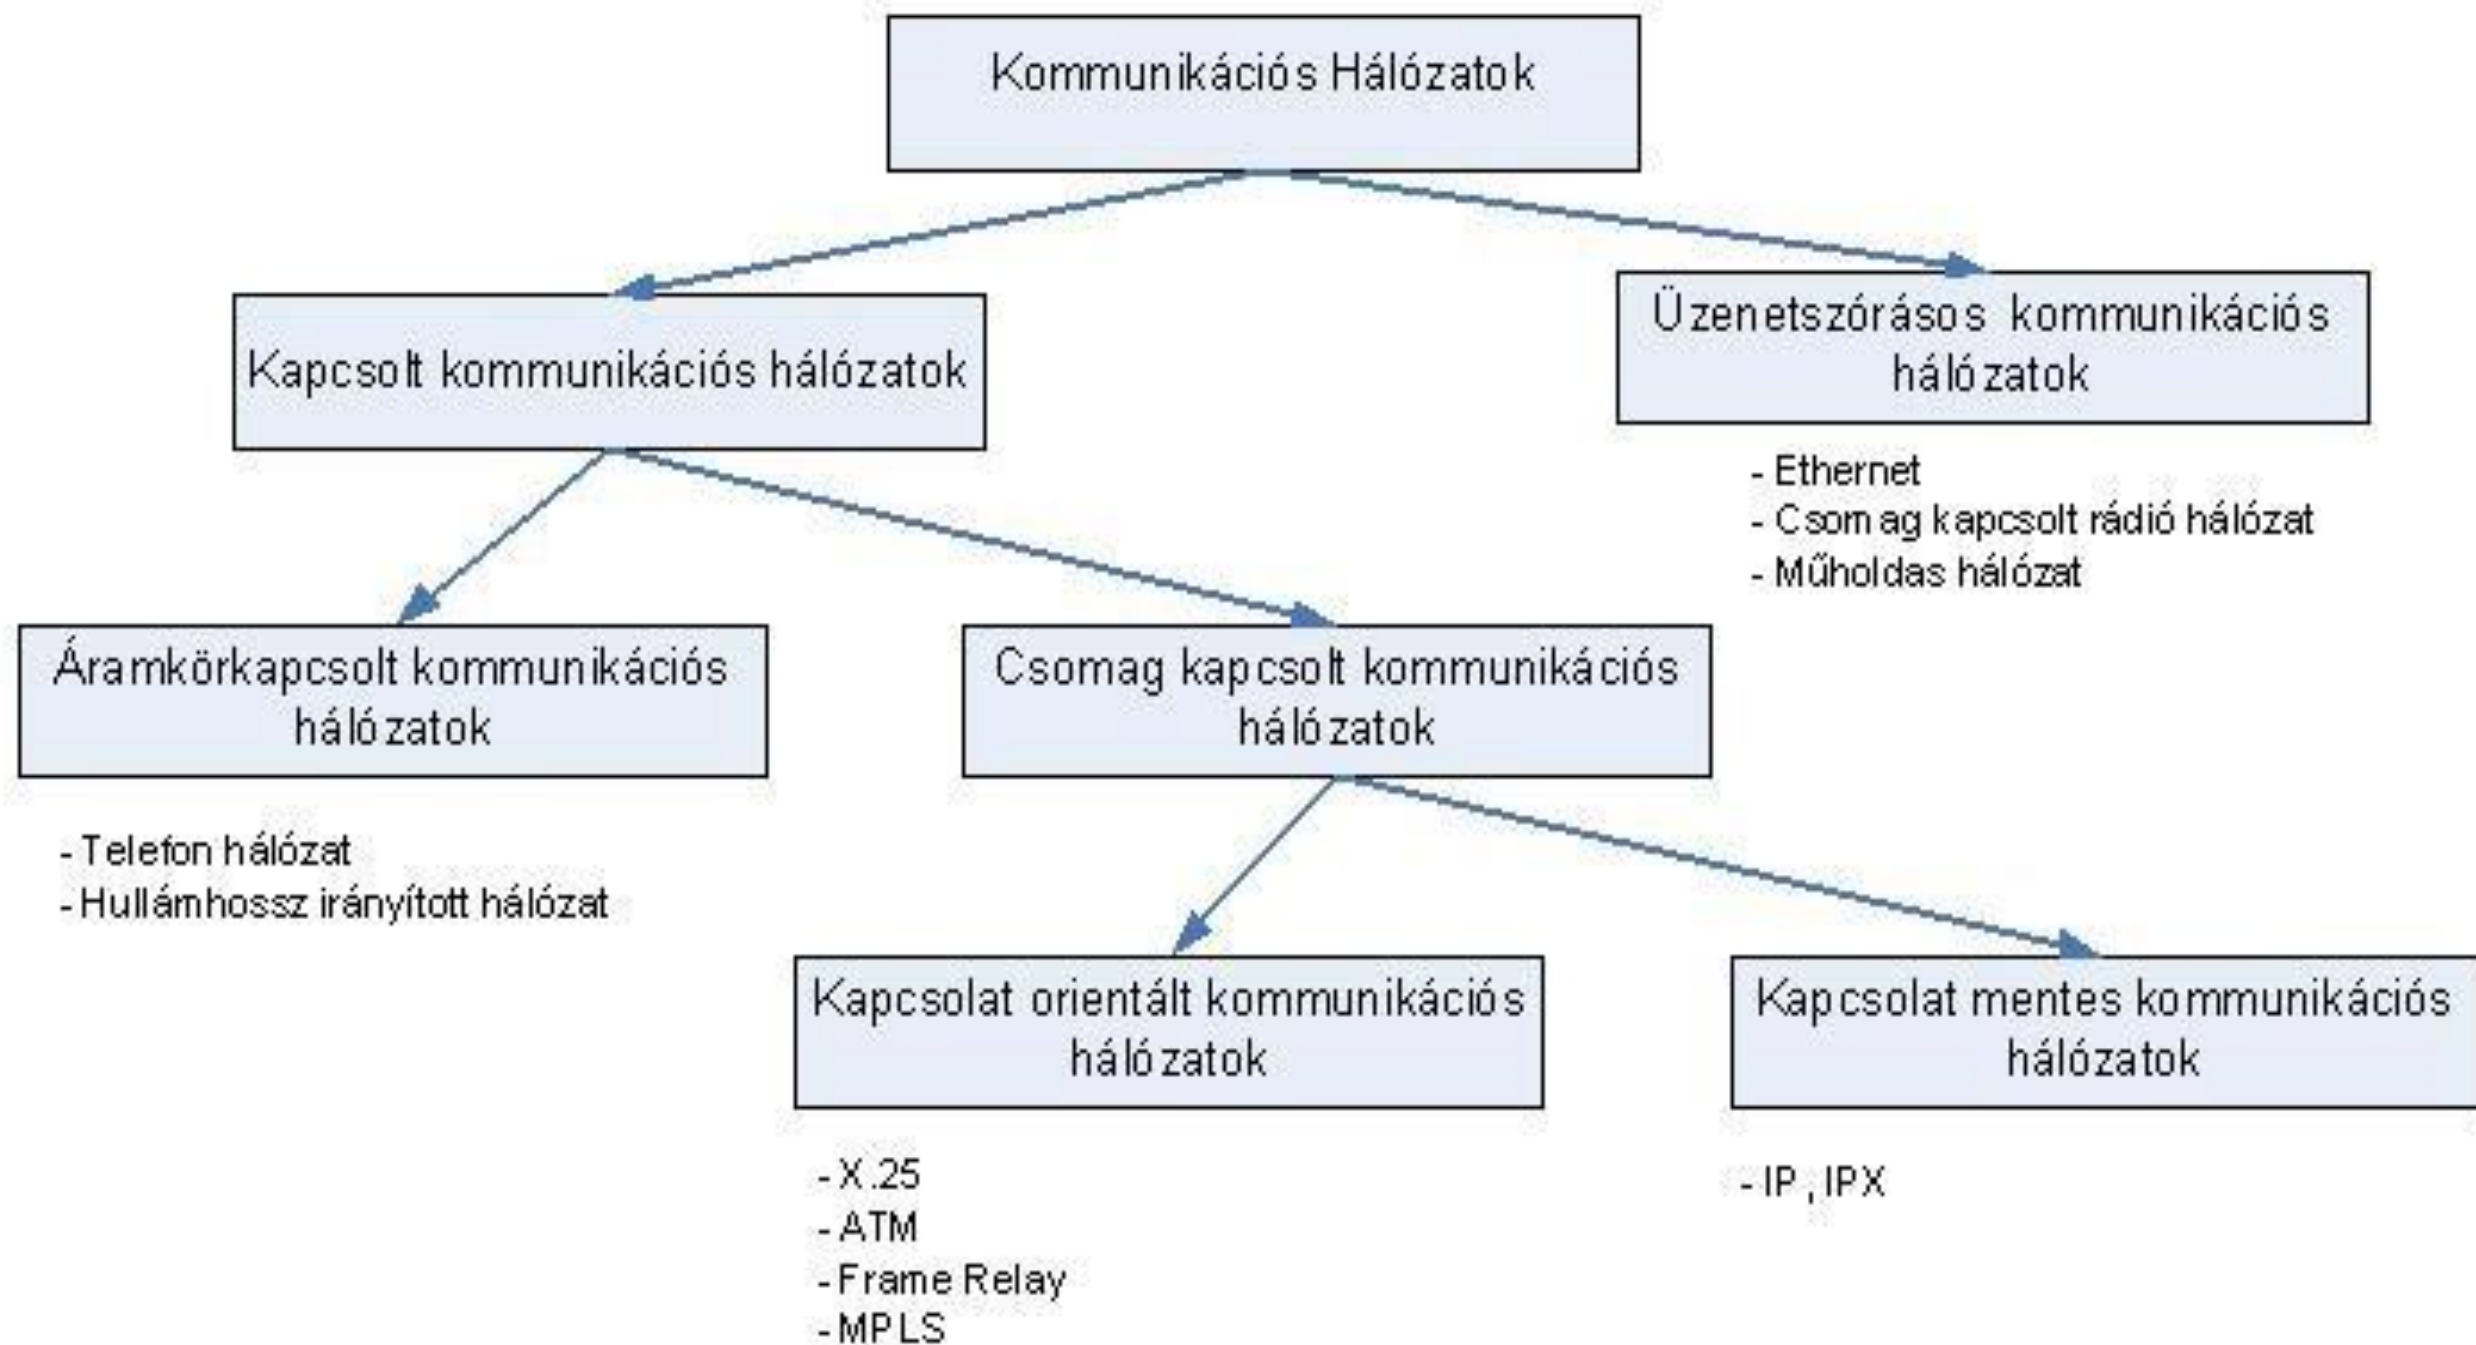 Kommunikációs Hálózatok
Kapcsolt kommunikációs hálózatok
Üzenetszórásos kommunikációs
hálózatok
- Ethernet
- Csomag kapcsolt rádió hálózat
- Műholdas hálózat
Áramkörkapcsolt kommunikációs
hálózatok
- Telefon hálózat
- Hullámhossz irányított hálózat
Csomag kapcsolt kommunikációs
hálózatok
Kapcsolat orientált kommunikációs
hálózatok
- X.25
- ATM
- Frame Relay
- MPLS
Kapcsolat mentes kommunikációs
hálózatok
- IP, IPX